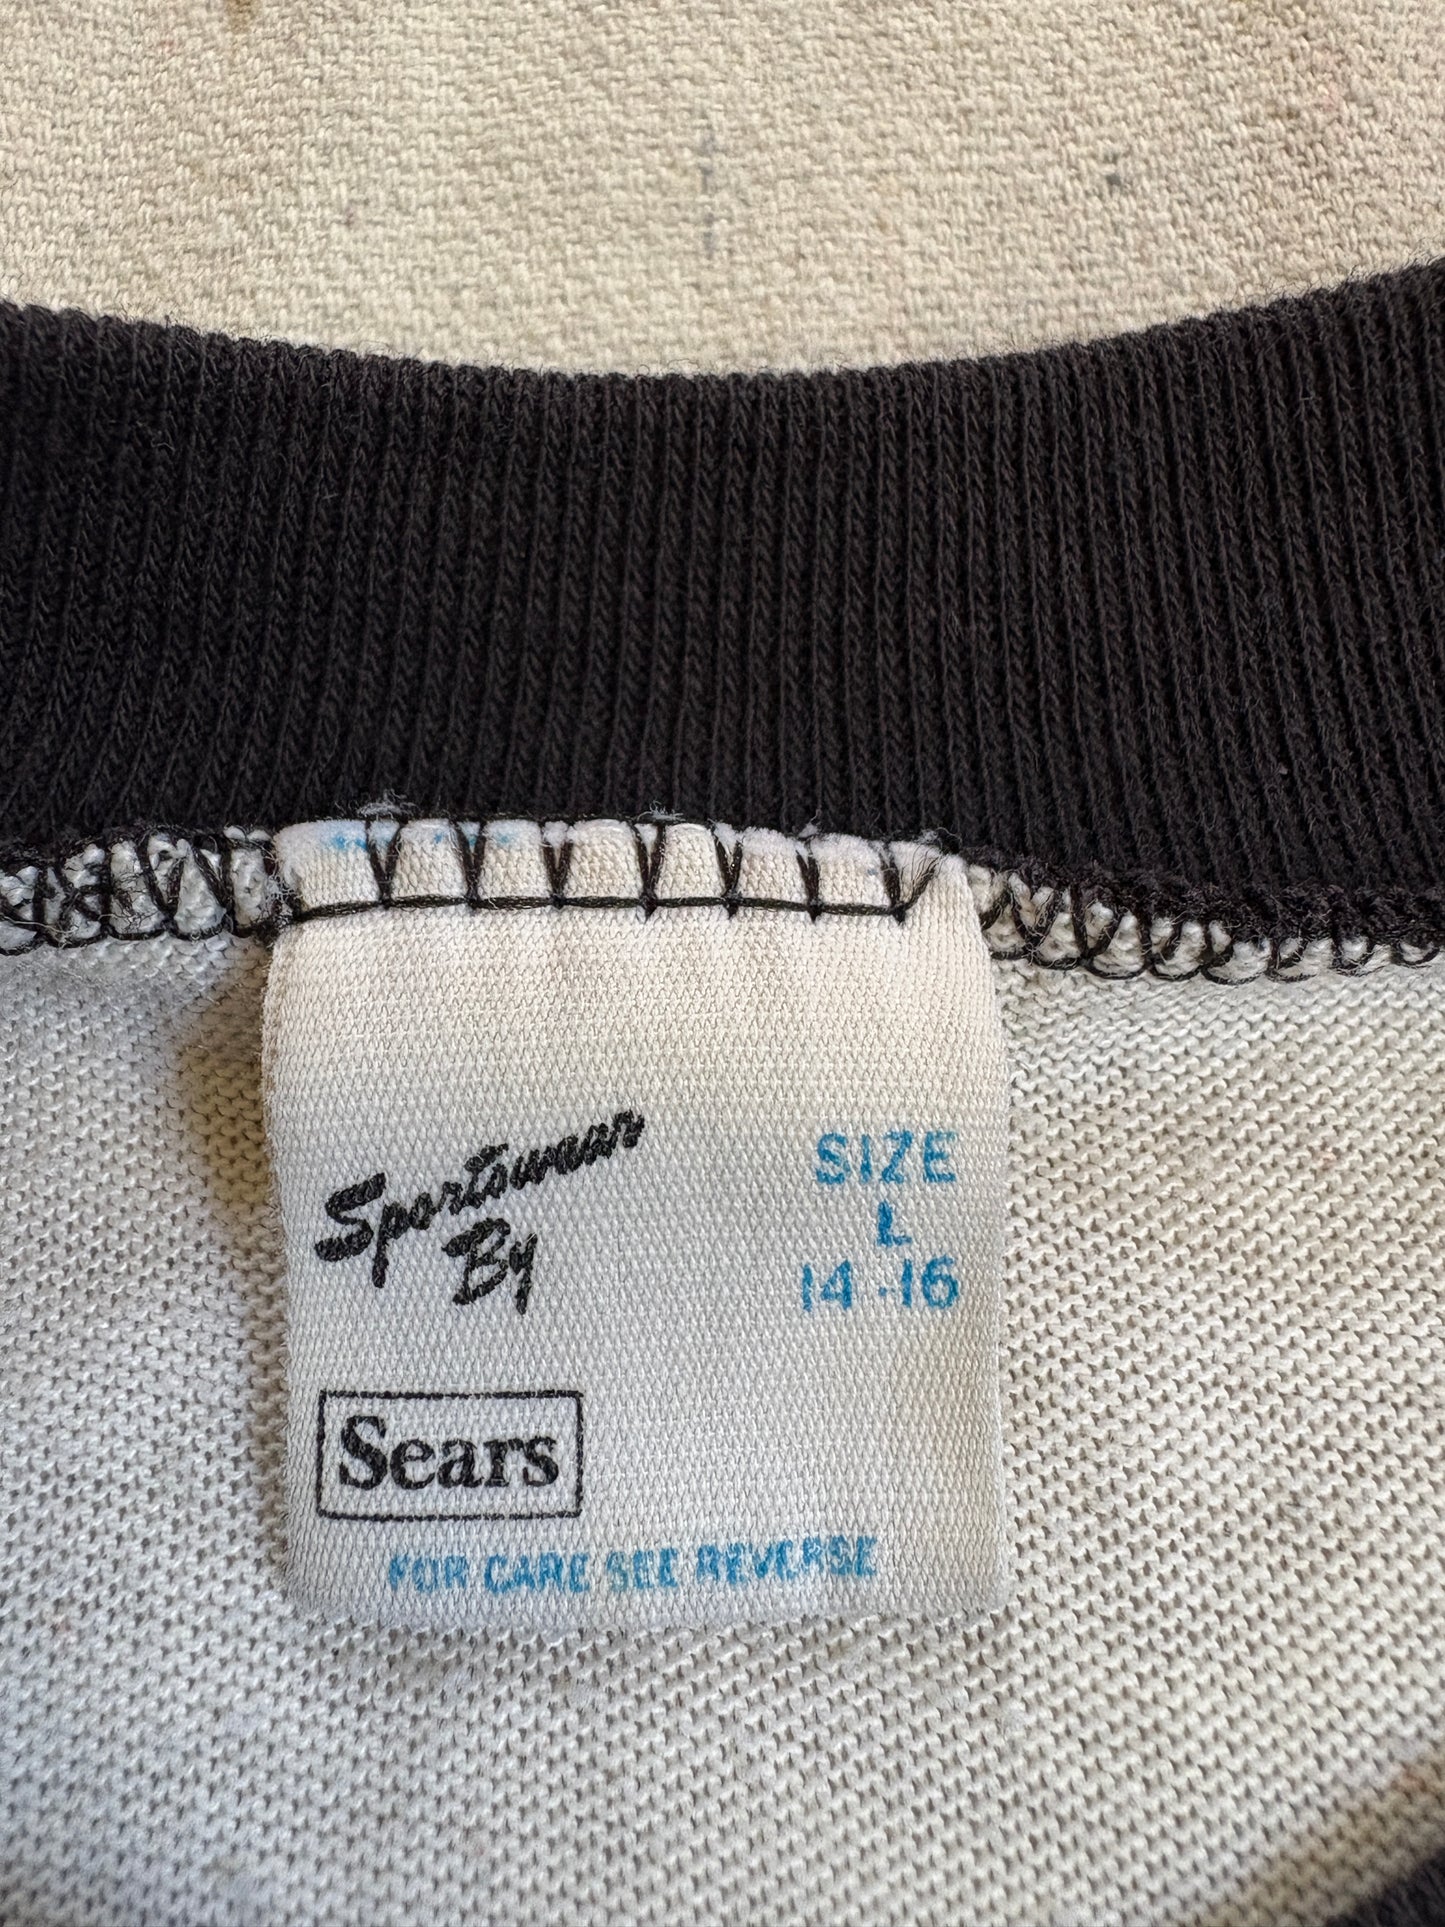 Sportswear
By
Sears
SIZE
L
14-16
FOR CARE SEE REVERSE